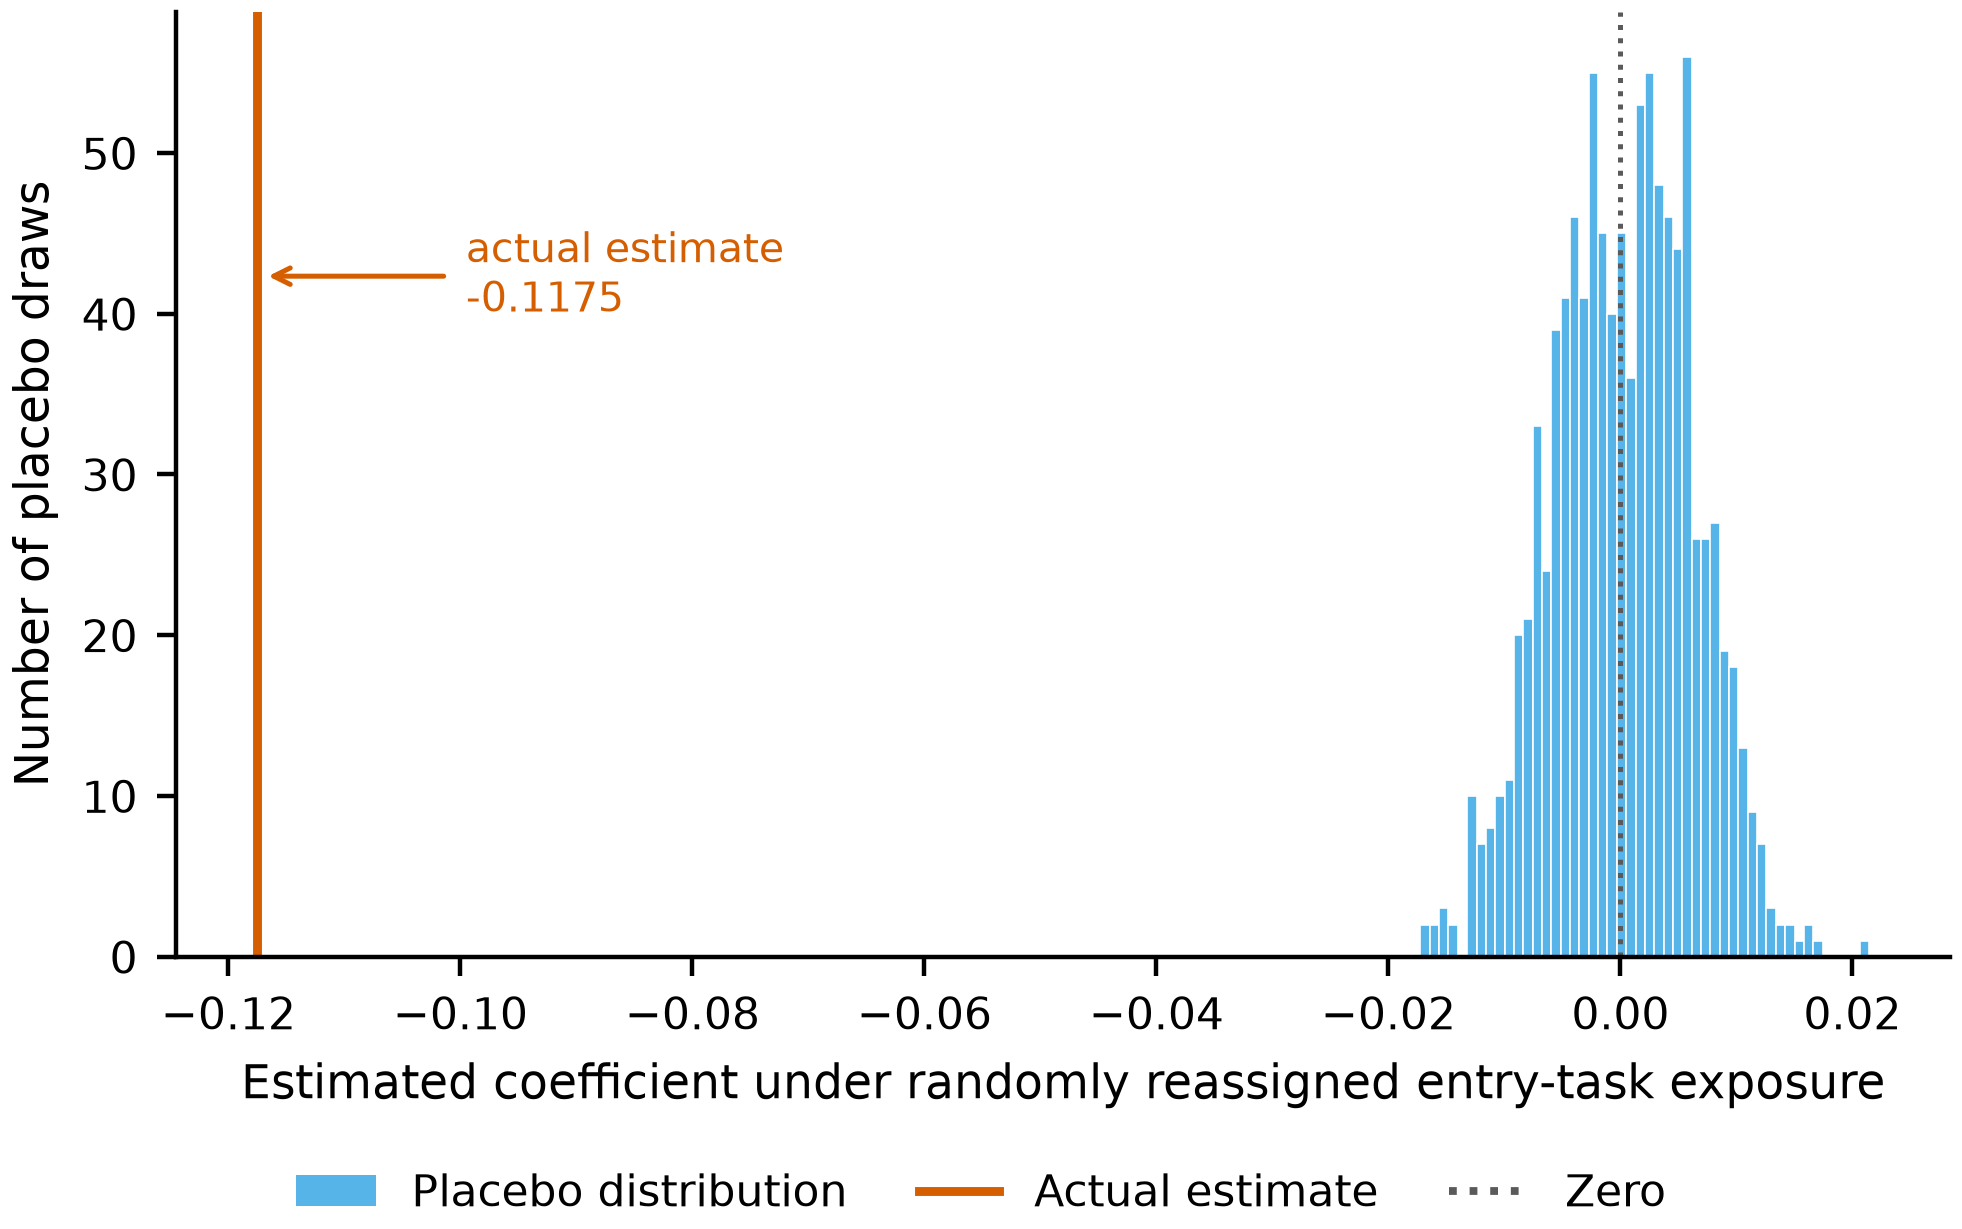 50
40
30
20
10
0
Number of placebo draws
actual estimate
-0.1175
−0.12 −0.10 −0.08 −0.06 −0.04 −0.02 0.00 0.02
Estimated coefficient under randomly reassigned entry-task exposure
Placebo distribution Actual estimate Zero